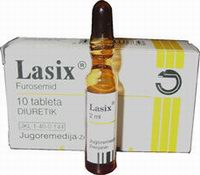 Lasix®
Furosemid
10 tableta
DIURETIK
Jugoremedija
Lasix®
2 ml